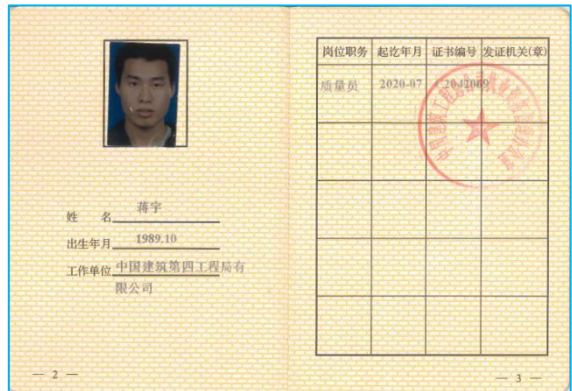 姓 名 蒋宇
出生年月 1989.10
工作单位 中国建筑第四工程局有
限公司
— 2 —
岗位职务 起讫年月 证书编号 发证机关(章)
质量员 2020-07
— 3 —